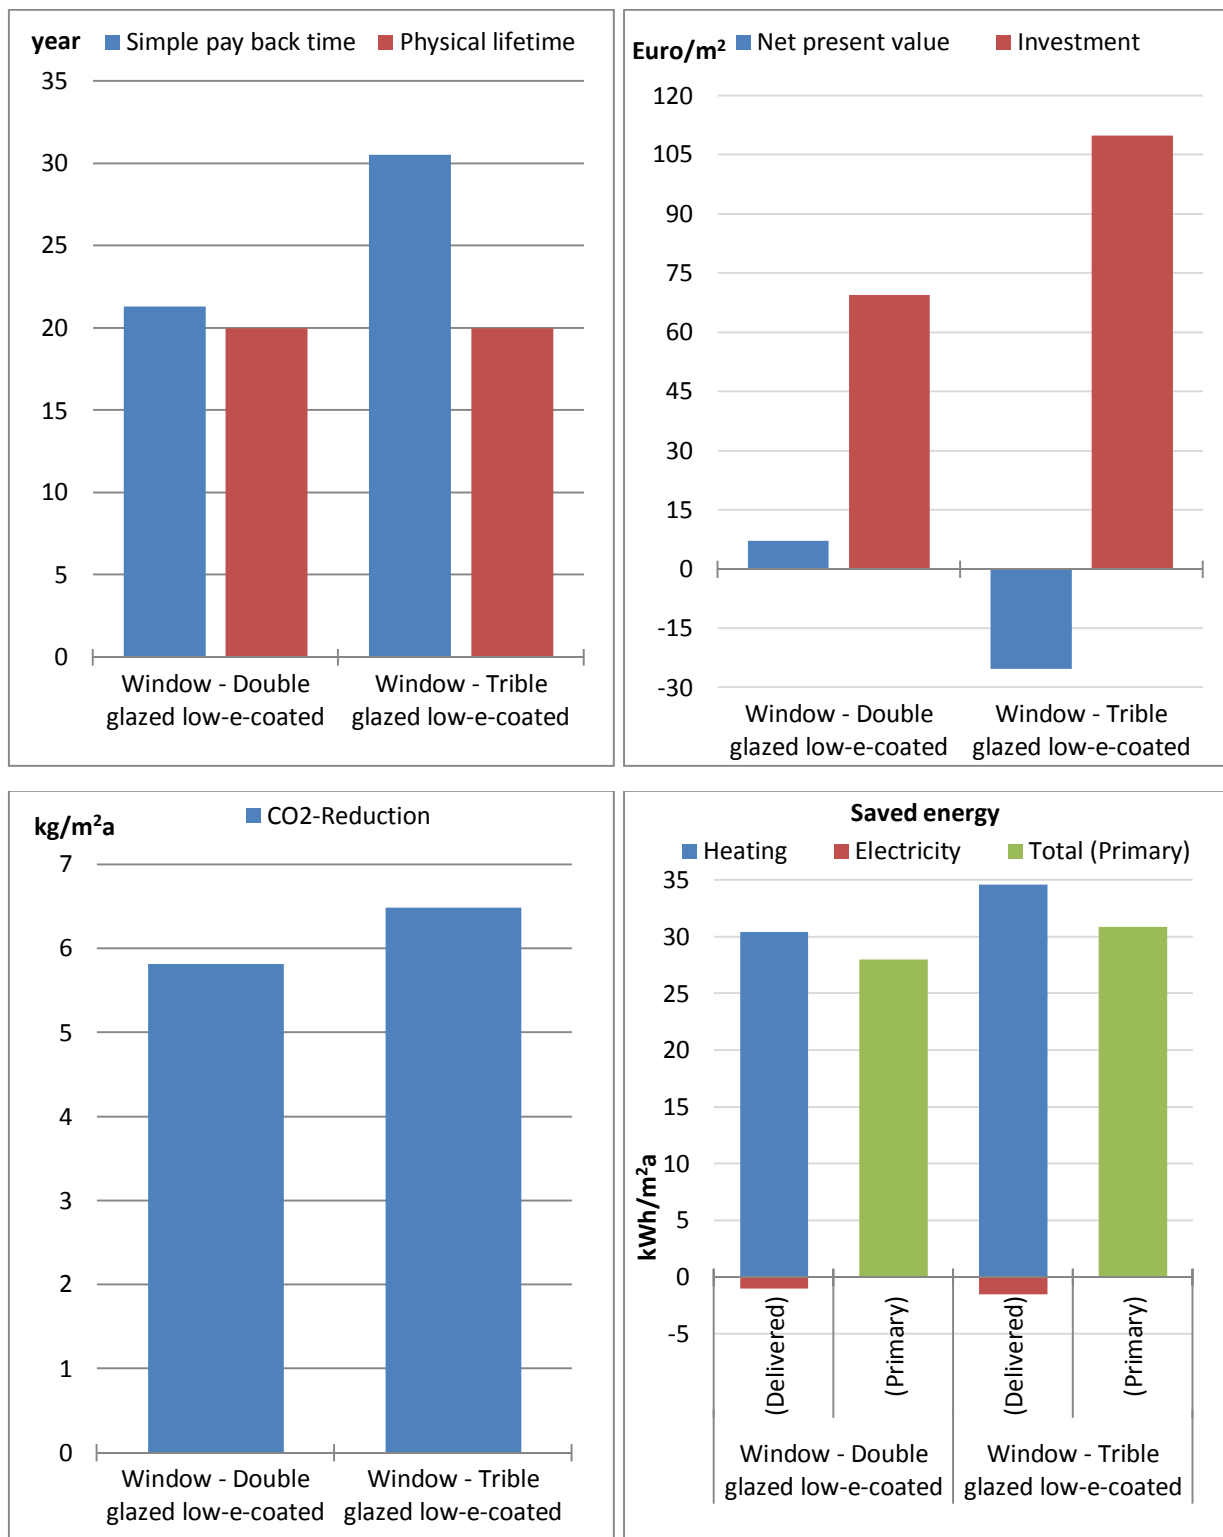 year
Simple pay back time
Physical lifetime
35
30
25
20
15
10
5
0
Window - Double
glazed low-e-coated
Window - Trible
glazed low-e-coated
Euro/m²
Net present value
Investment
120
105
90
75
60
45
30
15
0
-15
-30
Window - Double
glazed low-e-coated
Window - Trible
glazed low-e-coated
kg/m²a
CO2-Reduction
7
6
5
4
3
2
1
0
Window - Double
glazed low-e-coated
Window - Trible
glazed low-e-coated
Saved energy
Heating
Electricity
Total (Primary)
kWh/m²a
35
30
25
20
15
10
5
0
-5
(Delivered)
(Primary)
(Delivered)
(Primary)
Window - Double
glazed low-e-coated
Window - Trible
glazed low-e-coated